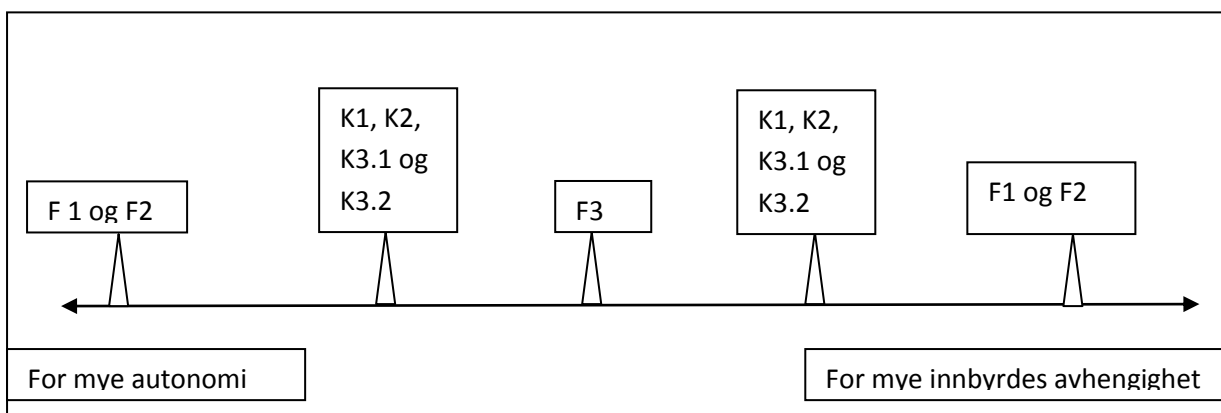 F 1 og F2
K1, K2,
K3.1 og
K3.2
F3
K1, K2,
K3.1 og
K3.2
F1 og F2
For mye autonomi
For mye innbyrdes avhengighet